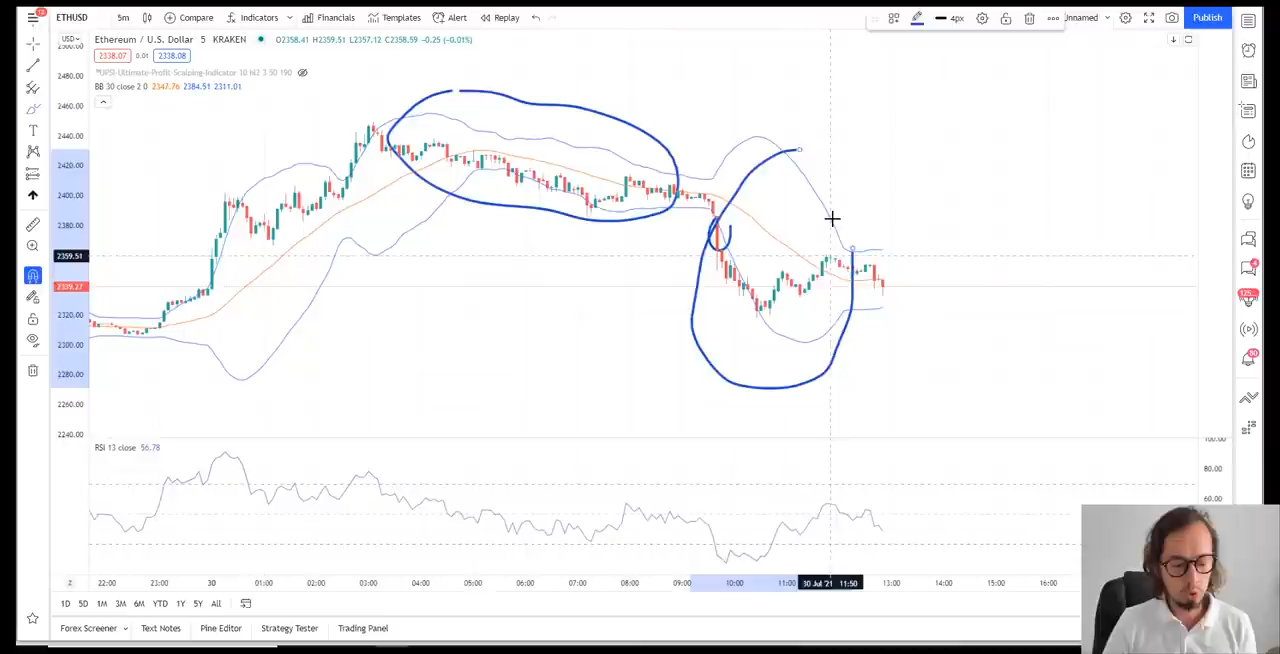 ETHUSD 5m Compare Indicators Financials Templates Alert Replay 4px Unnamed Publish
USD
Ethereum / U.S. Dollar 5 KRAKEN O2358.41 H2359.51 L2357.12 C2358.59 -0.25 (-0.01%)
2338.07 0.01 2338.08
BB 30 close 2 0 2347.76 2384.51 2311.01
2480.00
2460.00
2440.00
2420.00
2400.00
2380.00
2359.51
2339.27
2320.00
2300.00
2280.00
2260.00
2240.00
RSI 13 close 56.78
100.00
80.00
60.00
22:00 23:00 30 01:00 02:00 03:00 04:00 05:00 06:00 07:00 08:00 09:00 10:00 11:00 30 Jul '21 11:50 13:00 14:00 15:00 16:00
1D 5D 1M 3M 6M YTD 1Y 5Y All
Forex Screener Text Notes Pine Editor Strategy Tester Trading Panel